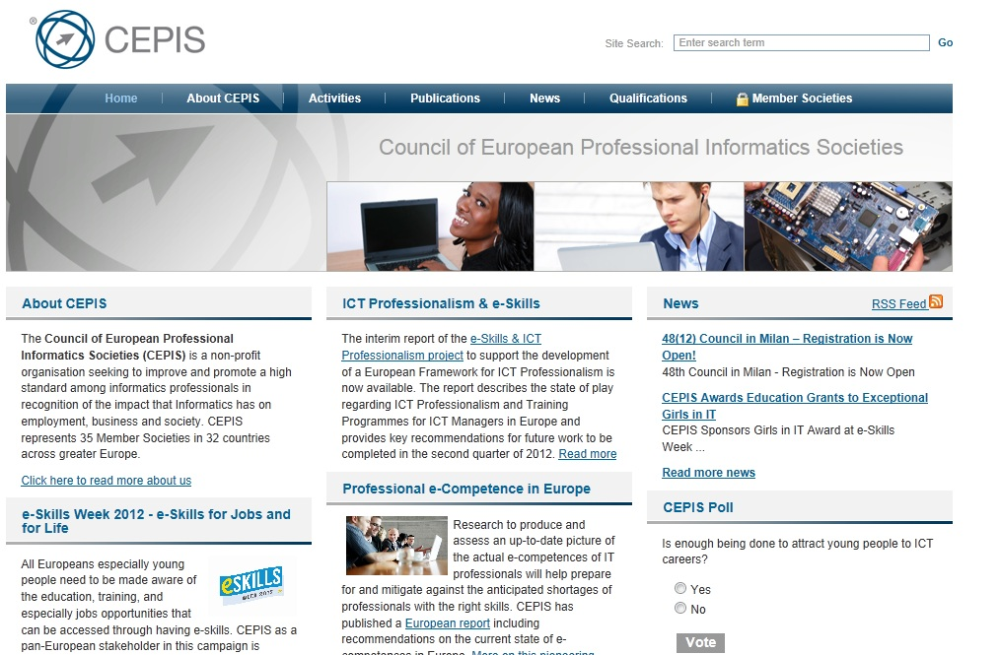 ® CEPIS
Site Search: Enter search term Go
Home About CEPIS Activities Publications News Qualifications Member Societies
Council of European Professional Informatics Societies
About CEPIS
The Council of European Professional
Informatics Societies (CEPIS) is a non-profit
organisation seeking to improve and promote a high
standard among informatics professionals in
recognition of the impact that Informatics has on
employment, business and society. CEPIS
represents 35 Member Societies in 32 countries
across greater Europe.
Click here to read more about us
e-Skills Week 2012 - e-Skills for Jobs and
for Life
All Europeans especially young
people need to be made aware of
the education, training, and
especially jobs opportunities that
can be accessed through having e-skills. CEPIS as a
pan-European stakeholder in this campaign is
eSKILLS
WEEK 2012
ICT Professionalism & e-Skills
The interim report of the e-Skills & ICT
Professionalism project to support the development
of a European Framework for ICT Professionalism is
now available. The report describes the state of play
regarding ICT Professionalism and Training
Programmes for ICT Managers in Europe and
provides key recommendations for future work to be
completed in the second quarter of 2012. Read more
Professional e-Competence in Europe
Research to produce and
assess an up-to-date picture of
the actual e-competences of IT
professionals will help prepare
for and mitigate against the anticipated shortages of
professionals with the right skills. CEPIS has
published a European report including
recommendations on the current state of e-
competences in Europe. More on this pioneering
News RSS Feed
48(12) Council in Milan – Registration is Now
Open!
48th Council in Milan - Registration is Now Open
CEPIS Awards Education Grants to Exceptional
Girls in IT
CEPIS Sponsors Girls in IT Award at e-Skills
Week ...
Read more news
CEPIS Poll
Is enough being done to attract young people to ICT
careers?
Yes
No
Vote